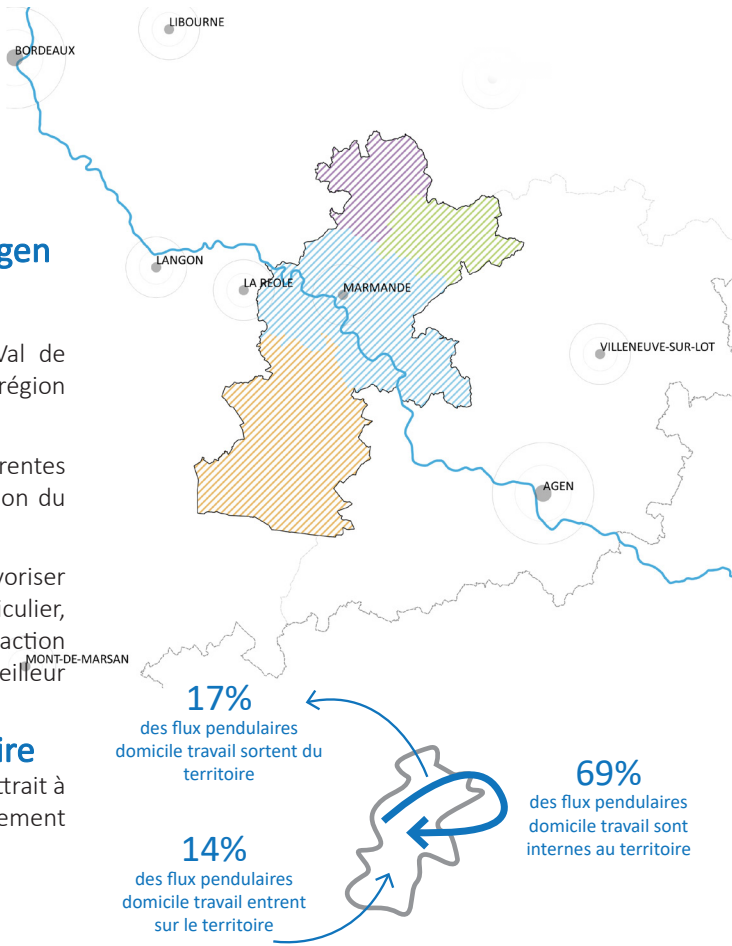 LIBOURNE
BORDEAUX
LANGON
LA REOLE
MARMANDE
VILLENEUVE-SUR-LOT
AGEN
MONT-DE-MARSAN
gen
Val de
région
rentes
on du
voriser
iculier,
action
eilleur
ire
ttrait à
ement
17%
des flux pendulaires
domicile travail sortent du
territoire
69%
des flux pendulaires
domicile travail sont
internes au territoire
14%
des flux pendulaires
domicile travail entrent
sur le territoire